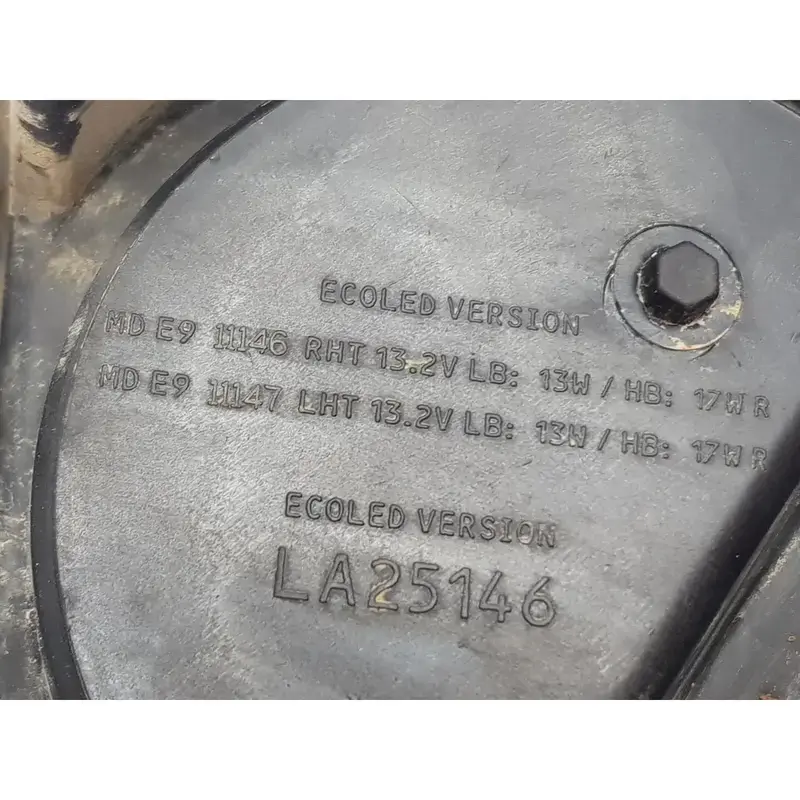 ECOLED VERSION
MD E9 11146 RHT 13.2V LB: 13W / HB: 17W R
MD E9 11147 LHT 13.2V LB: 13W / HB: 17W R
ECOLED VERSION
LA25146